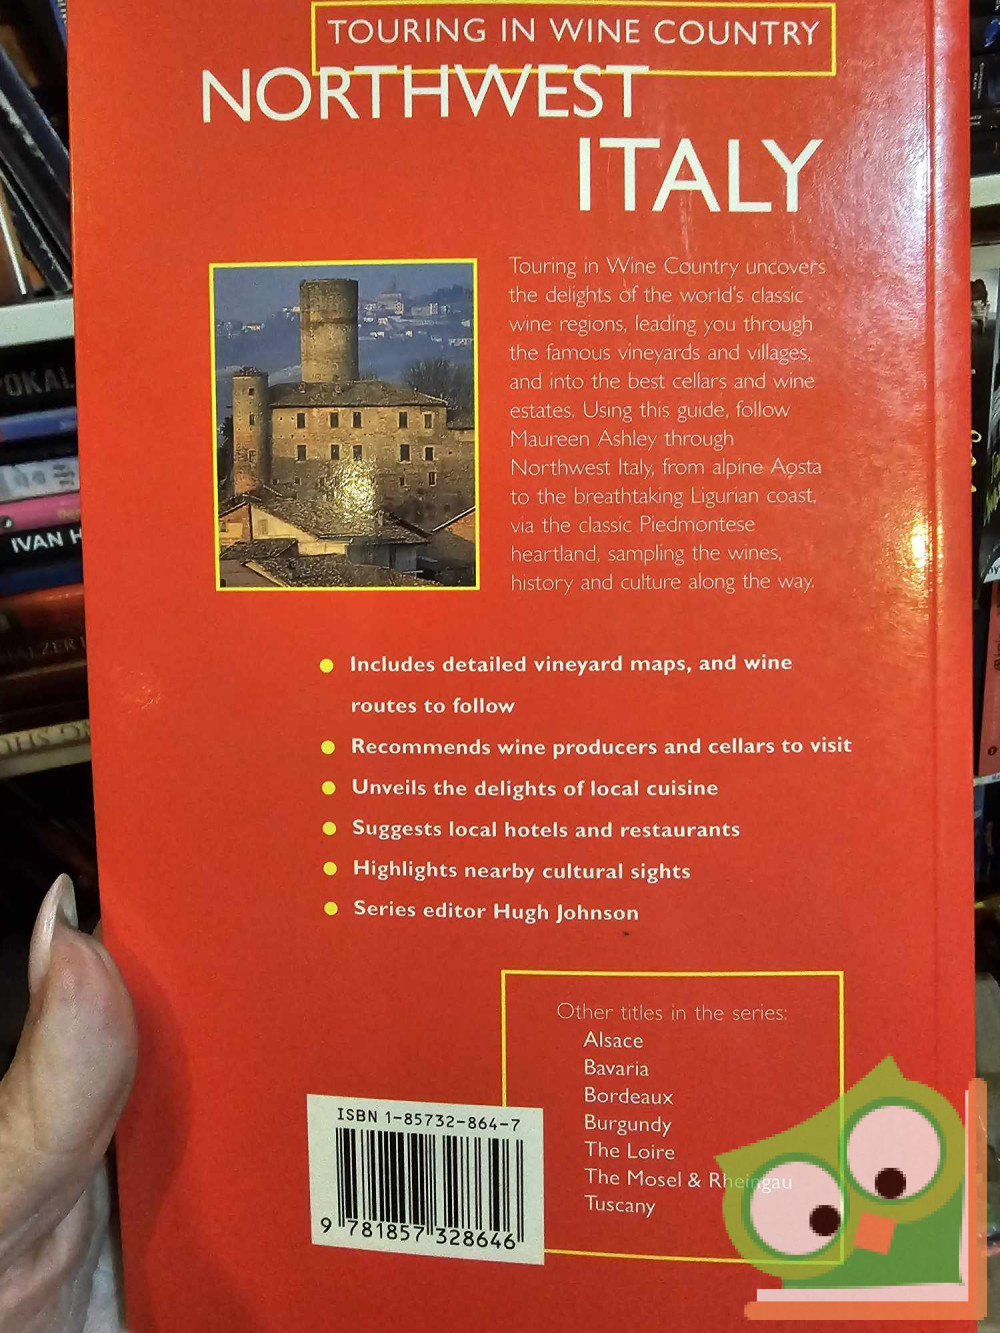 TOURING IN WINE COUNTRY
NORTHWEST
ITALY
Touring in Wine Country uncovers
the delights of the world's classic
wine regions, leading you through
the famous vineyards and villages,
and into the best cellars and wine
estates. Using this guide, follow
Maureen Ashley through
Northwest Italy, from alpine Aosta
to the breathtaking Ligurian coast,
via the classic Piedmontese
heartland, sampling the wines,
history and culture along the way.
Includes detailed vineyard maps, and wine
routes to follow
Recommends wine producers and cellars to visit
Unveils the delights of local cuisine
Suggests local hotels and restaurants
Highlights nearby cultural sights
Series editor Hugh Johnson
Other titles in the series:
Alsace
Bavaria
Bordeaux
Burgundy
The Loire
The Mosel & Rheingau
Tuscany
ISBN 1-85732-864-7
9 781857 328646
IVAN H